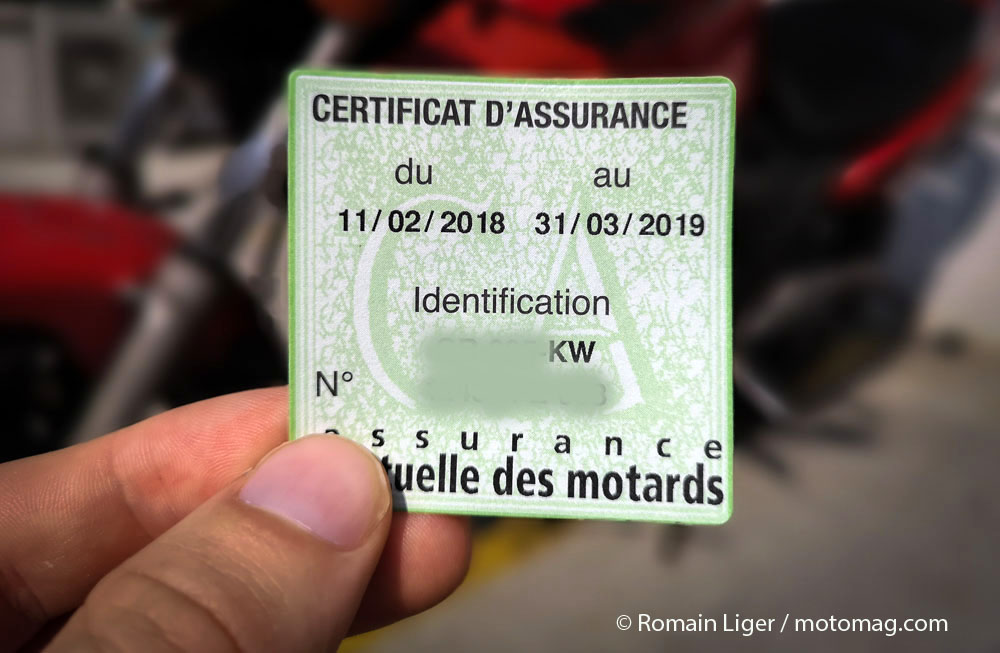 CERTIFICAT D'ASSURANCE
du au
11/02/2018 31/03/2019
Identification
KW
N°
assurance
tuelle des motards
© Romain Liger / motomag.com